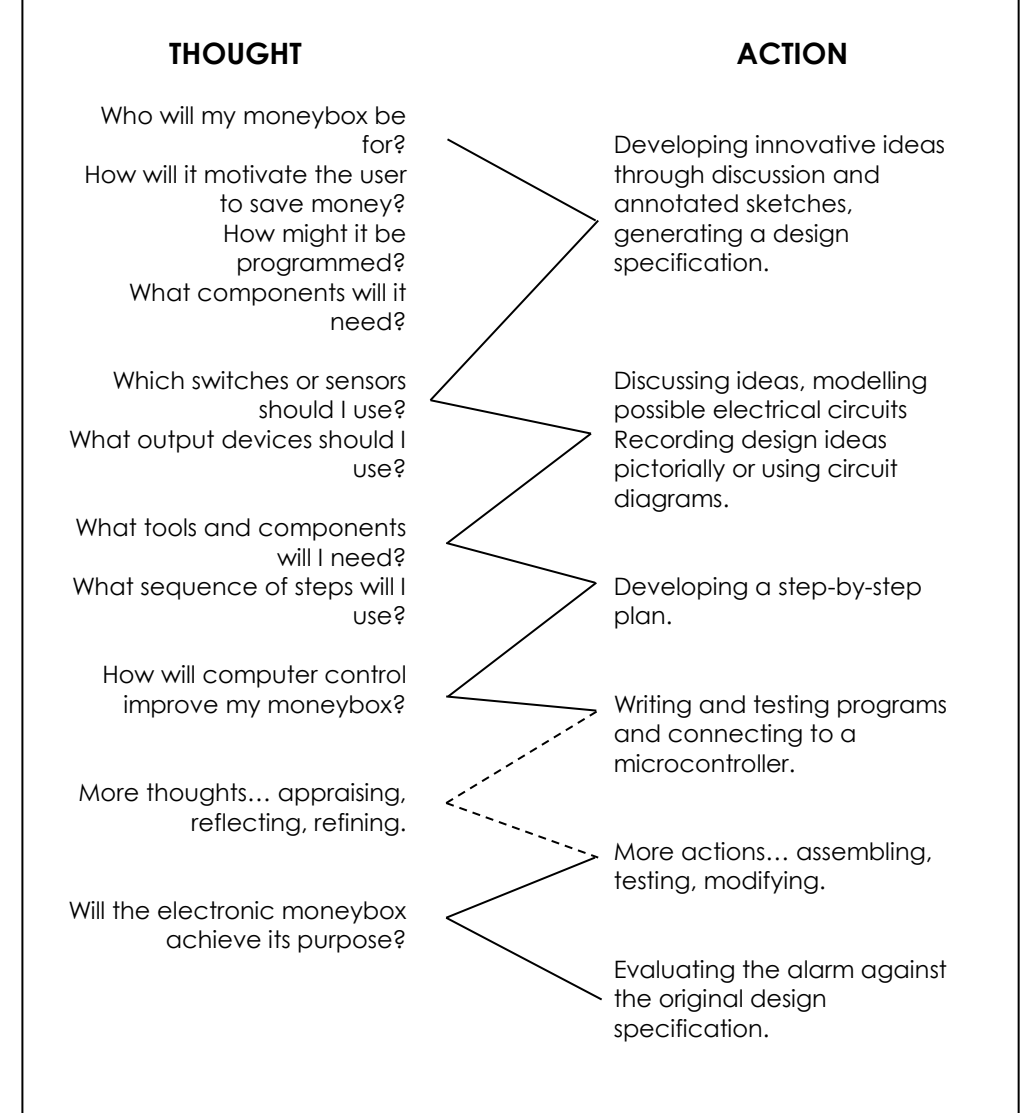 THOUGHT
Who will my moneybox be
for?
How will it motivate the user
to save money?
How might it be
programmed?
What components will it
need?
Which switches or sensors
should I use?
What output devices should I
use?
What tools and components
will I need?
What sequence of steps will I
use?
How will computer control
improve my moneybox?
More thoughts… appraising,
reflecting, refining.
Will the electronic moneybox
achieve its purpose?
ACTION
Developing innovative ideas
through discussion and
annotated sketches,
generating a design
specification.
Discussing ideas, modelling
possible electrical circuits
Recording design ideas
pictorially or using circuit
diagrams.
Developing a step-by-step
plan.
Writing and testing programs
and connecting to a
microcontroller.
More actions… assembling,
testing, modifying.
Evaluating the alarm against
the original design
specification.